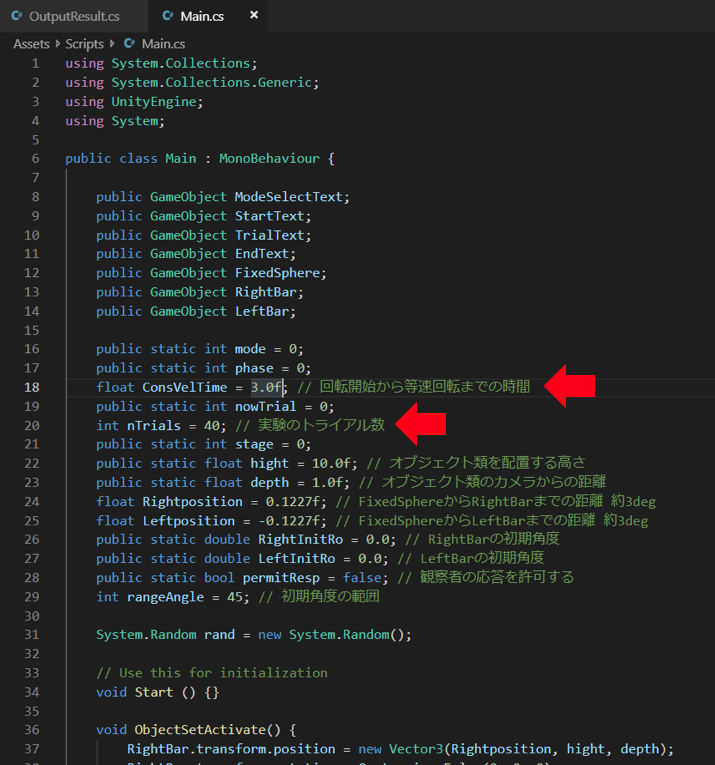 OutputResult.cs Main.cs ×
Assets > Scripts > Main.cs
1 using System.Collections;
2 using System.Collections.Generic;
3 using UnityEngine;
4 using System;
5
6 public class Main : MonoBehaviour {
7
8 public GameObject ModeSelectText;
9 public GameObject StartText;
10 public GameObject TrialText;
11 public GameObject EndText;
12 public GameObject FixedSphere;
13 public GameObject RightBar;
14 public GameObject LeftBar;
15
16 public static int mode = 0;
17 public static int phase = 0;
18 float ConsVelTime = 3.0f; // 回転開始から等速回転までの時間
19 public static int nowTrial = 0;
20 int nTrials = 40; // 実験のトライアル数
21 public static int stage = 0;
22 public static float hight = 10.0f; // オブジェクト類を配置する高さ
23 public static float depth = 1.0f; // オブジェクト類のカメラからの距離
24 float Rightposition = 0.1227f; // FixedSphereからRightBarまでの距離 約3deg
25 float Leftposition = -0.1227f; // FixedSphereからLeftBarまでの距離 約3deg
26 public static double RightInitRo = 0.0; // RightBarの初期角度
27 public static double LeftInitRo = 0.0; // LeftBarの初期角度
28 public static bool permitResp = false; // 観察者の応答を許可する
29 int rangeAngle = 45; // 初期角度の範囲
30
31 System.Random rand = new System.Random();
32
33 // Use this for initialization
34 void Start () {}
35
36 void ObjectSetActivate() {
37 RightBar.transform.position = new Vector3(Rightposition, hight, depth);